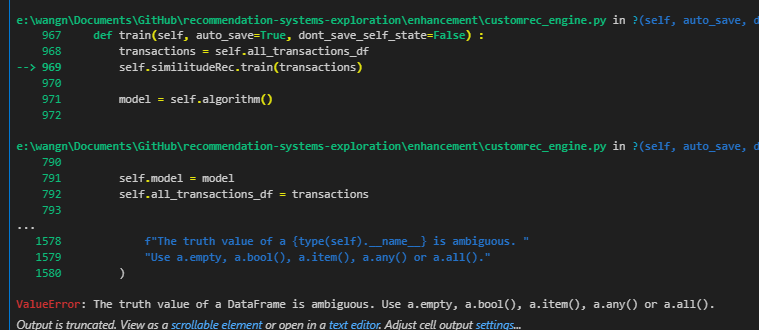 e:\wangn\Documents\GitHub\recommendation-systems-exploration\enhancement\customrec_engine.py in ?(self, auto_save, d
967 def train(self, auto_save=True, dont_save_self_state=False) :
968 transactions = self.all_transactions_df
--> 969 self.similitudeRec.train(transactions)
970
971 model = self.algorithm()
972
e:\wangn\Documents\GitHub\recommendation-systems-exploration\enhancement\customrec_engine.py in ?(self, auto_save, d
790
791 self.model = model
792 self.all_transactions_df = transactions
793
...
1578 f"The truth value of a {type(self).__name__} is ambiguous. "
1579 "Use a.empty, a.bool(), a.item(), a.any() or a.all()."
1580 )
ValueError: The truth value of a DataFrame is ambiguous. Use a.empty, a.bool(), a.item(), a.any() or a.all().
Output is truncated. View as a scrollable element or open in a text editor. Adjust cell output settings...